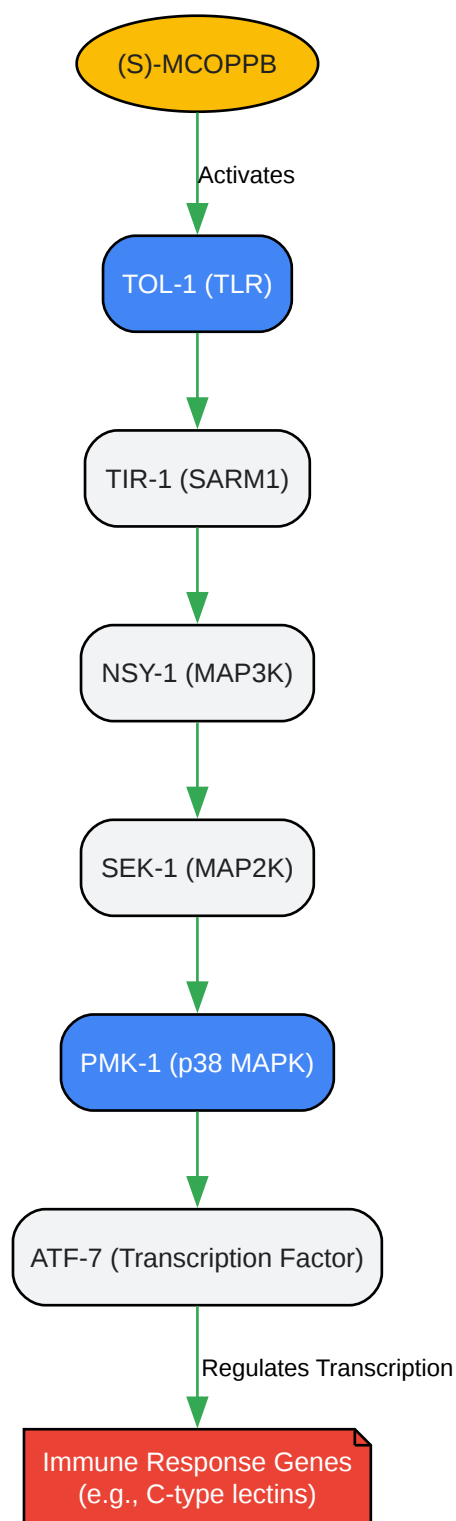 (S)-MCOPPB
Activates
TOL-1 (TLR)
TIR-1 (SARM1)
NSY-1 (MAP3K)
SEK-1 (MAP2K)
PMK-1 (p38 MAPK)
ATF-7 (Transcription Factor)
Regulates Transcription
Immune Response Genes
(e.g., C-type lectins)